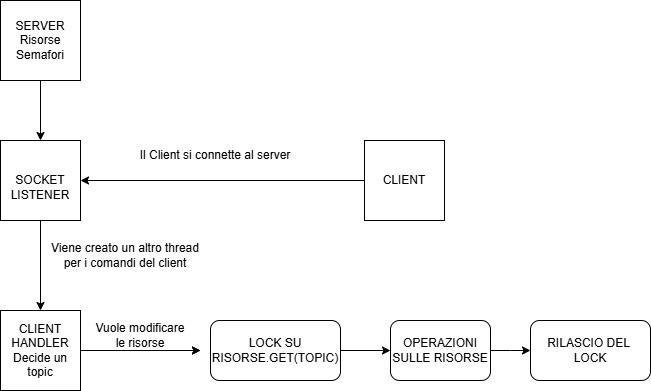 SERVER
Risorse
Semafori
Il Client si connette al server
SOCKET
LISTENER
CLIENT
Viene creato un altro thread
per i comandi del client
CLIENT
HANDLER
Decide un
topic
Vuole modificare
le risorse
LOCK SU
RISORSE.GET(TOPIC)
OPERAZIONI
SULLE RISORSE
RILASCIO DEL
LOCK